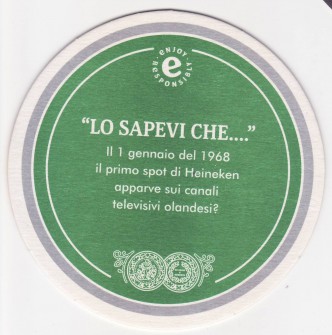 ENJOY
e
RESPONSIBLY
"LO SAPEVI CHE...."
Il 1 gennaio del 1968
il primo spot di Heineken
apparve sui canali
televisivi olandesi?